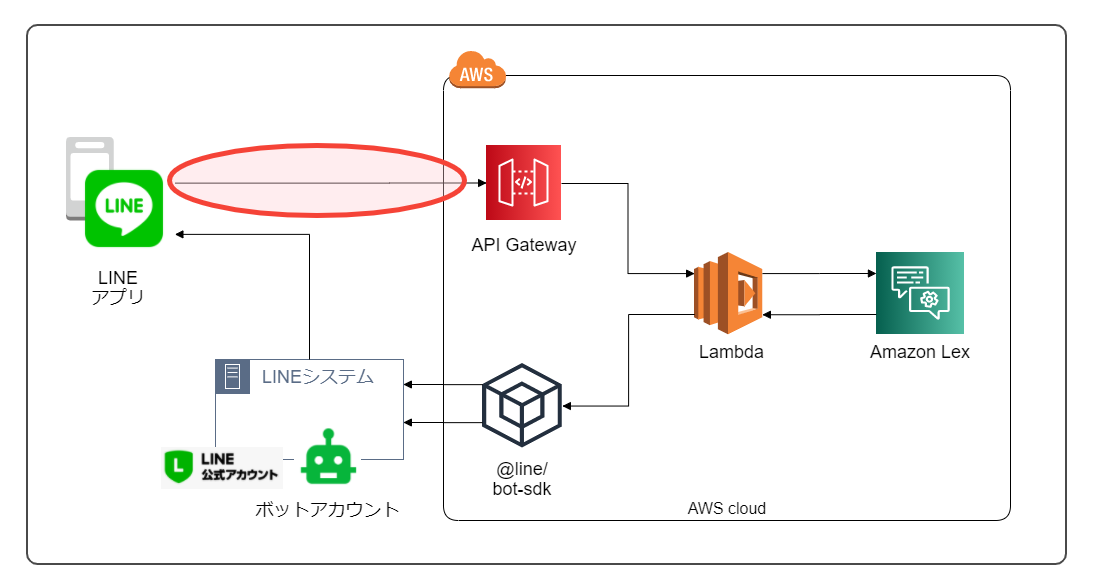 AWS
LINE
LINE
アプリ
API Gateway
Lambda
Amazon Lex
LINEシステム
L
LINE
公式アカウント
ボットアカウント
@line/
bot-sdk
AWS cloud